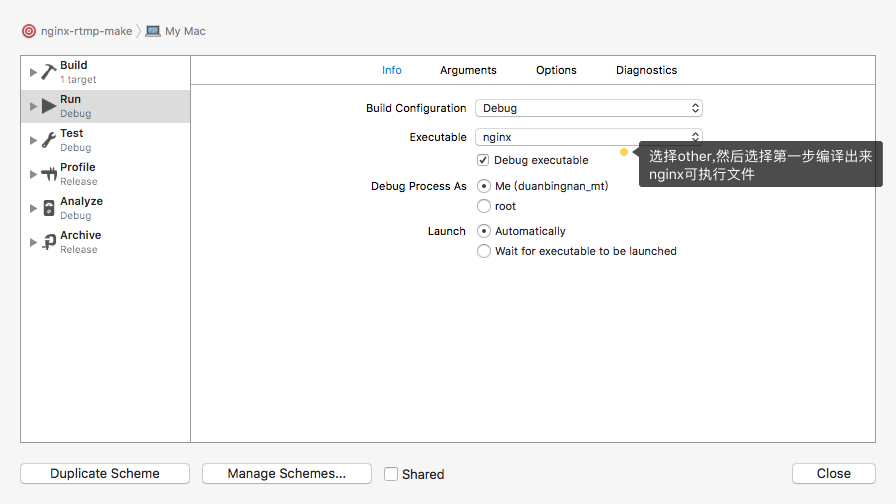 nginx-rtmp-make My Mac
Build
1 target
Run
Debug
Test
Debug
Profile
Release
Analyze
Debug
Archive
Release
Info Arguments Options Diagnostics
Build Configuration Debug
Executable nginx
Debug executable
Debug Process As Me (duanbingnan_mt)
root
Launch Automatically
Wait for executable to be launched
选择other,然后选择第一步编译出来
nginx可执行文件
Duplicate Scheme Manage Schemes... Shared Close